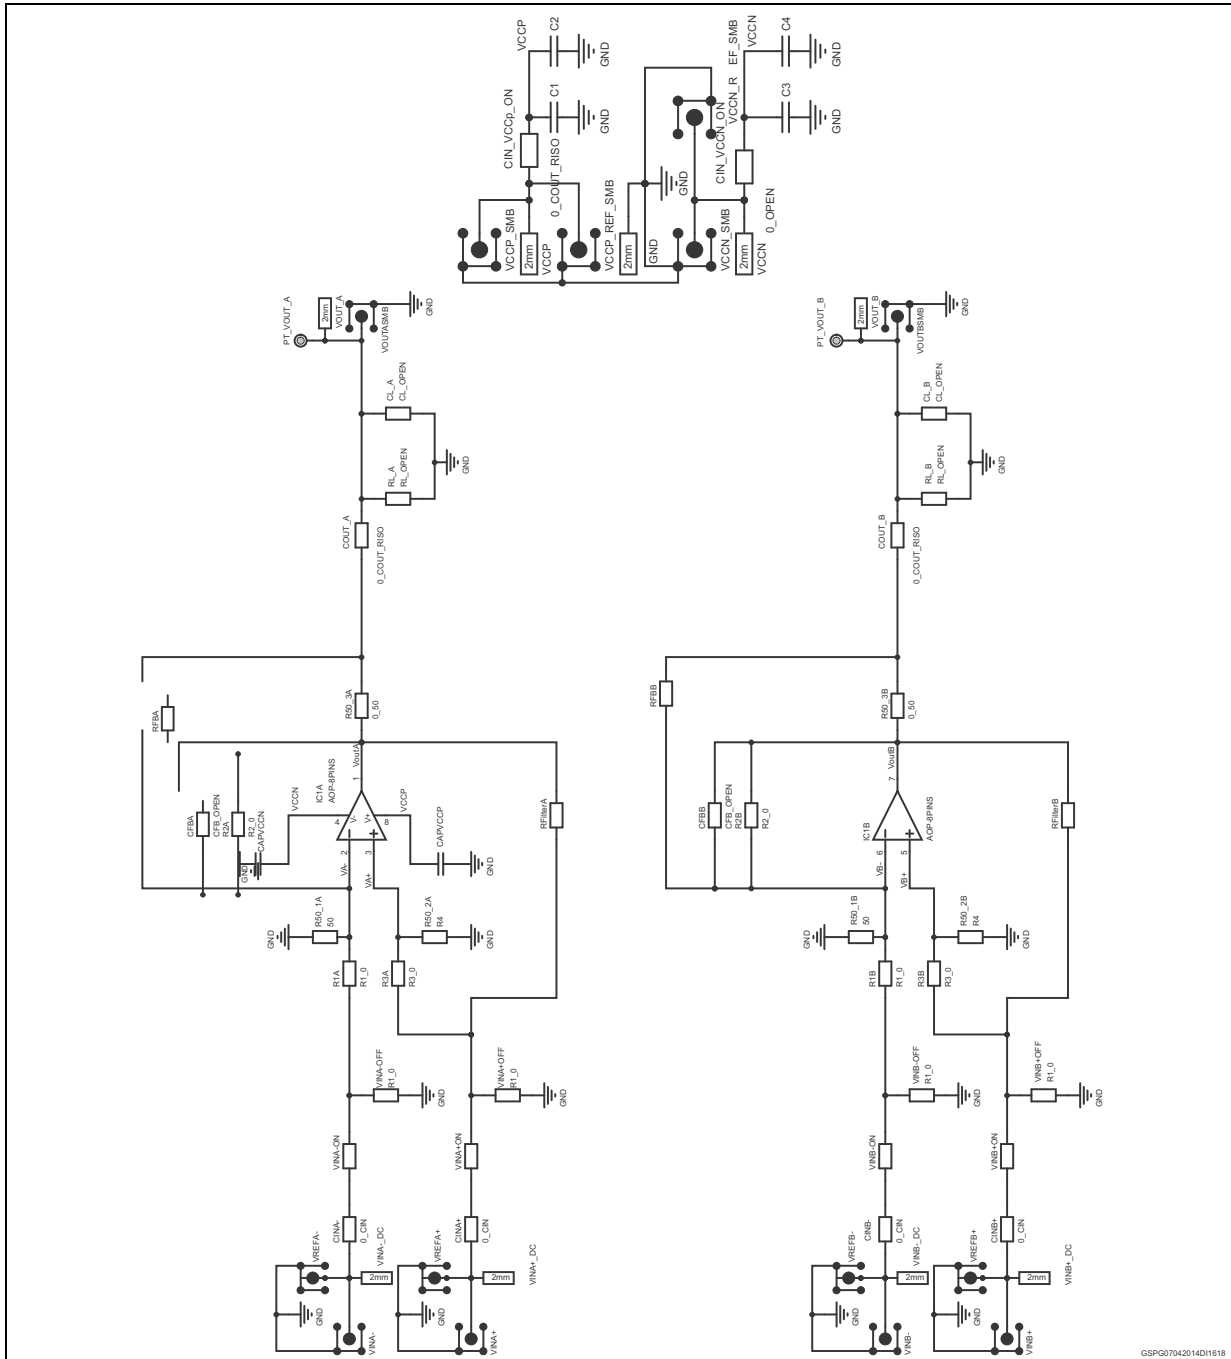 VCCP
C2
GND
CIN_VCCp_ON
C1
GND
0_COUT_RISO
VCCP_SMB
2mm
VCCP
VCCP_REF_SMB
2mm
GND
GND
VCCN_SMB
2mm
VCCN
0_OPEN
CIN_VCCN_ON
VCCN_R EF_SMB
VCCN
C4
GND
C3
GND
PT_VOUT_A
2mm
VOUT_A
VOUTASMB
GND
CL_A
CL_OPEN
RL_A
RL_OPEN
GND
COUT_A
0_COUT_RISO
R50_3A
0_50
RFBA
VoutA
CFBA
CFB_OPEN
R2A
R2_0
CAPVCCN
GND
VCCN
IC1A
AOP-8PINS
1
4
V-
V+
8
VCCP
CAPVCCP
GND
2
3
VA-
VA+
RFilterA
R50_1A
50
GND
R50_2A
R4
GND
R1A
R1_0
R3A
R3_0
VINA-OFF
R1_0
GND
VINA+OFF
R1_0
GND
VINA-ON
VINA+ON
CINA-
0_CIN
CINA+
0_CIN
VREFA-
VINA-_DC
2mm
GND
VINA-
VREFA+
VINA+_DC
2mm
GND
VINA+
PT_VOUT_B
2mm
VOUT_B
VOUTBSMB
GND
CL_B
CL_OPEN
RL_B
RL_OPEN
GND
COUT_B
0_COUT_RISO
RFBB
R50_3B
0_50
VoutB
CFBB
CFB_OPEN
R2B
R2_0
IC1B
AOP-8PINS
7
6
5
VB-
VB+
RFilterB
R50_1B
50
GND
R50_2B
R4
GND
R1B
R1_0
R3B
R3_0
VINB-OFF
R1_0
GND
VINB+OFF
R1_0
GND
VINB-ON
VINB+ON
CINB-
0_CIN
CINB+
0_CIN
VREFB-
VINB-_DC
2mm
GND
VINB-
VREFB+
VINB+_DC
2mm
GND
VINB+
GSPG07042014DI1618